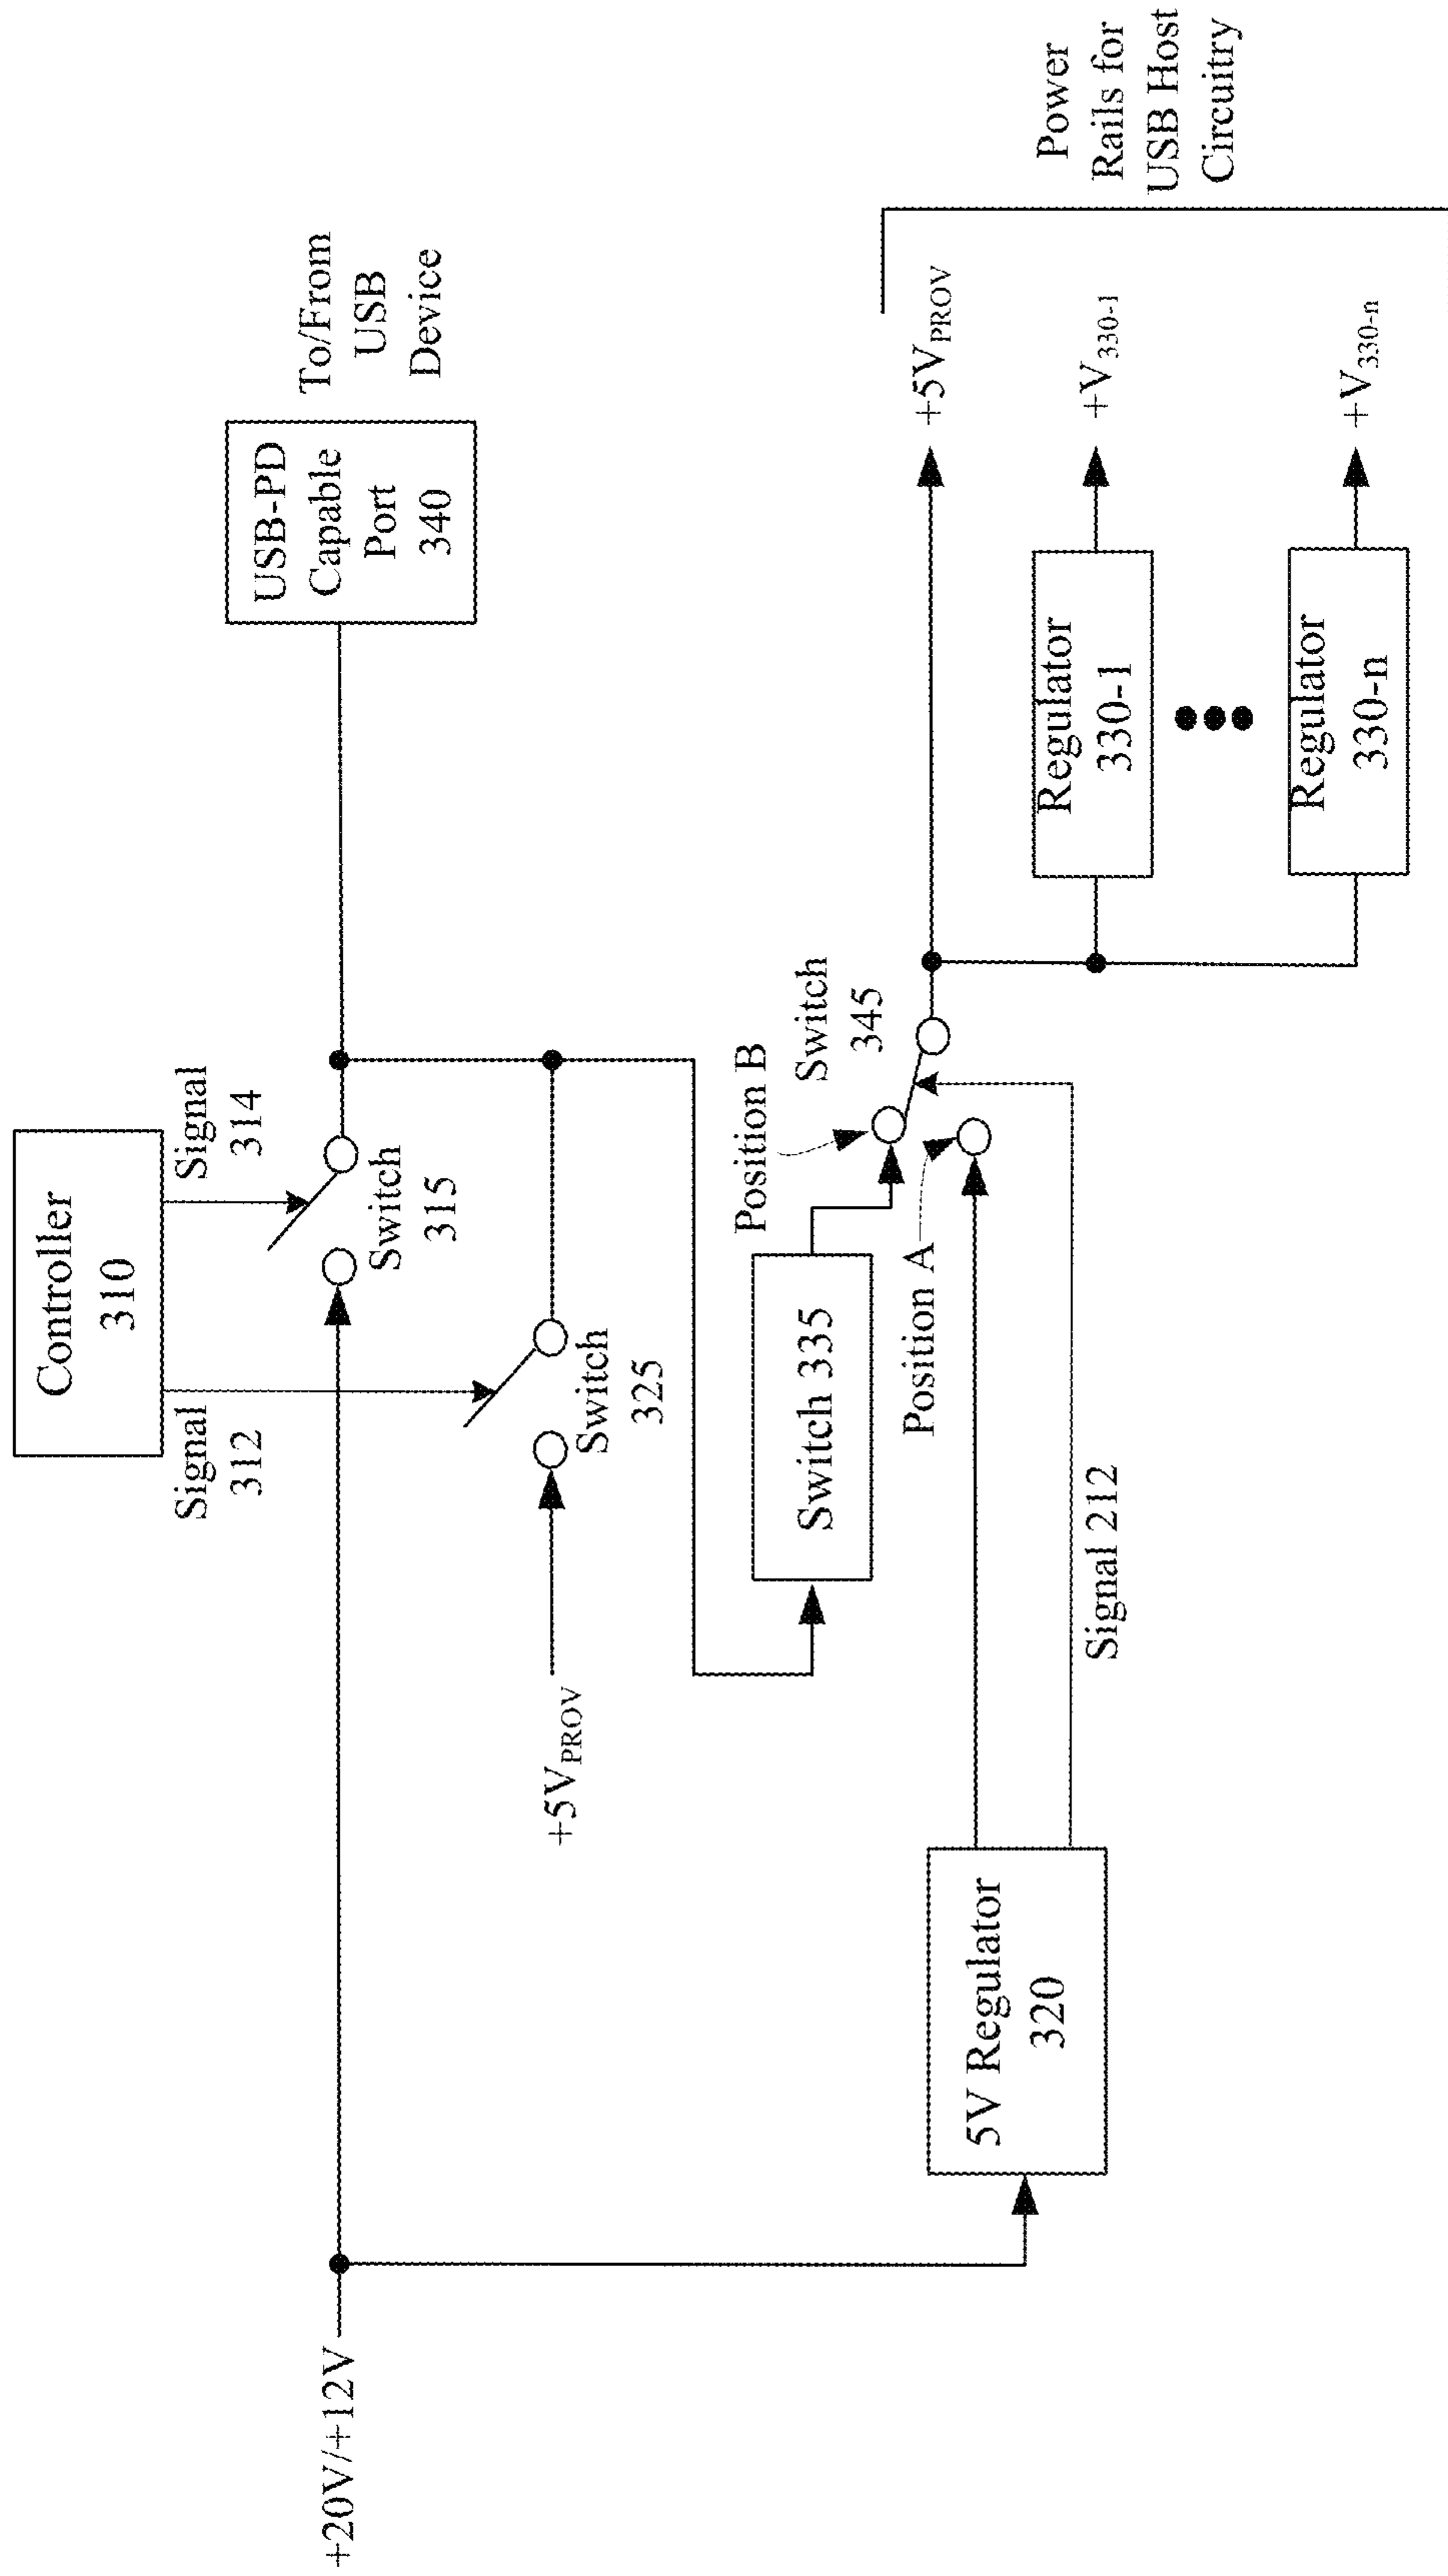 Controller
310
Signal
312
Signal
314
+20V/+12V
Switch
315
USB-PD
Capable
Port
340
To/From
USB
Device
+5VPROV
Switch
325
Switch 335
Position B
Switch
345
Position A
5V Regulator
320
Signal 212
+5VPROV
Regulator
330-1
+V330-1
Regulator
330-n
+V330-n
Power
Rails for
USB Host
Circuitry